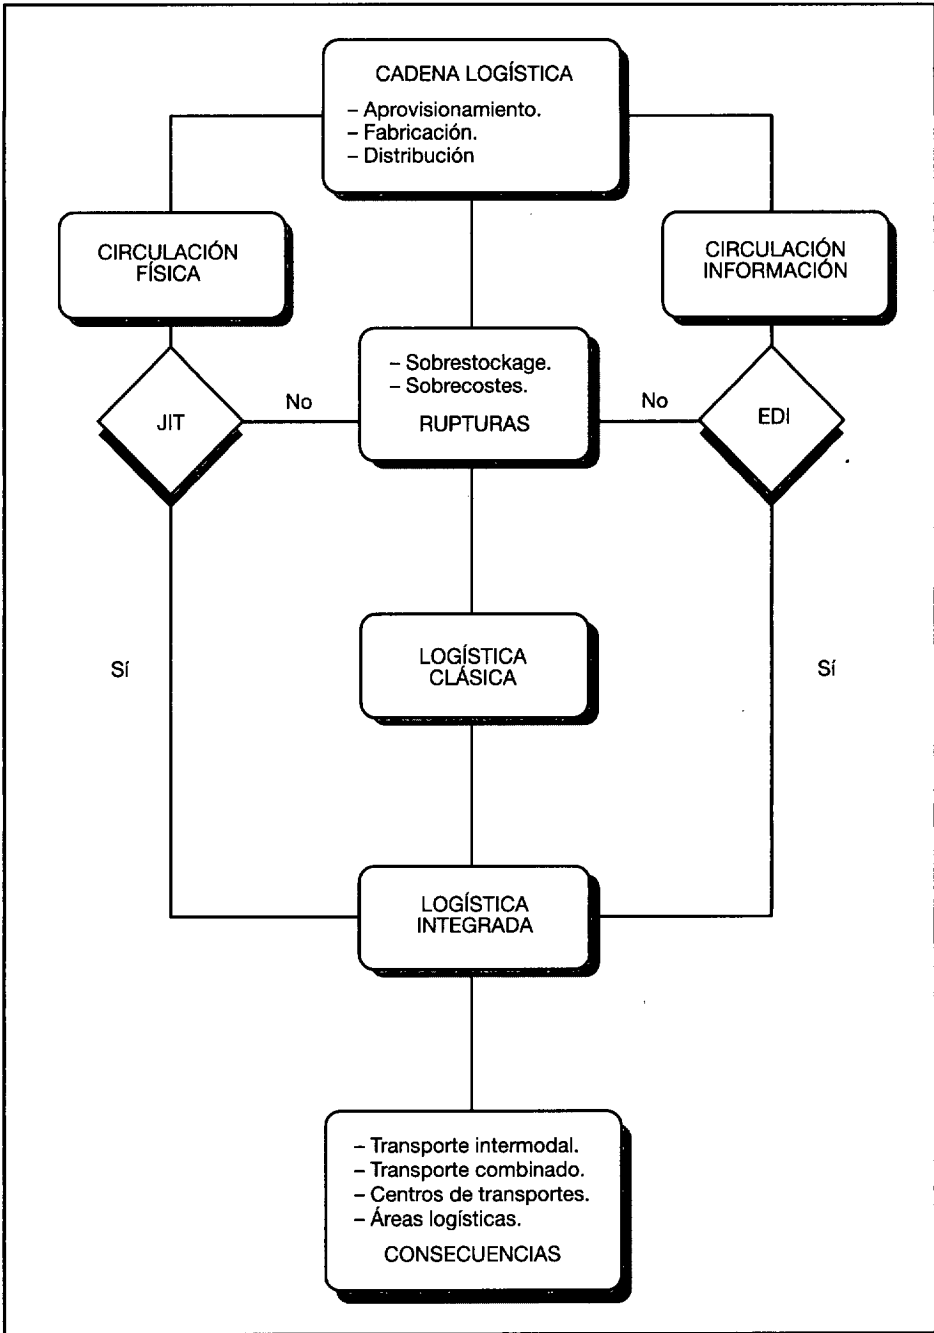 CADENA LOGÍSTICA
– Aprovisionamiento.
– Fabricación.
– Distribución
CIRCULACIÓN
FÍSICA
CIRCULACIÓN
INFORMACIÓN
– Sobrestockage.
– Sobrecostes.
RUPTURAS
JIT
No
No
EDI
Sí
LOGÍSTICA
CLÁSICA
Sí
LOGÍSTICA
INTEGRADA
– Transporte intermodal.
– Transporte combinado.
– Centros de transportes.
– Áreas logísticas.
CONSECUENCIAS